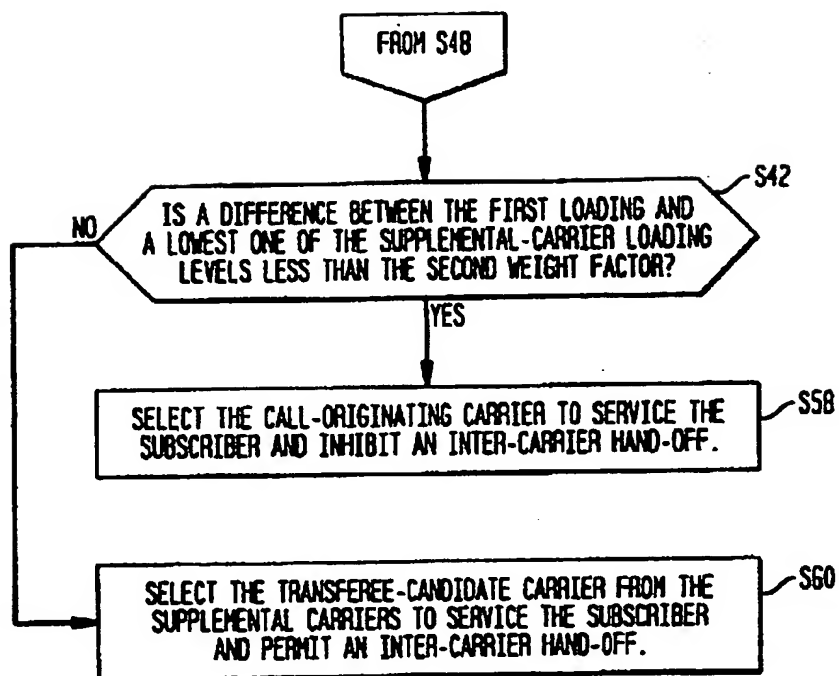 FROM S48
S42
NO
IS A DIFFERENCE BETWEEN THE FIRST LOADING AND
A LOWEST ONE OF THE SUPPLEMENTAL-CARRIER LOADING
LEVELS LESS THAN THE SECOND WEIGHT FACTOR?
YES
SELECT THE CALL-ORIGINATING CARRIER TO SERVICE THE
SUBSCRIBER AND INHIBIT AN INTER-CARRIER HAND-OFF.
S58
SELECT THE TRANSFEREE-CANDIDATE CARRIER FROM THE
SUPPLEMENTAL CARRIERS TO SERVICE THE SUBSCRIBER
AND PERMIT AN INTER-CARRIER HAND-OFF.
S60